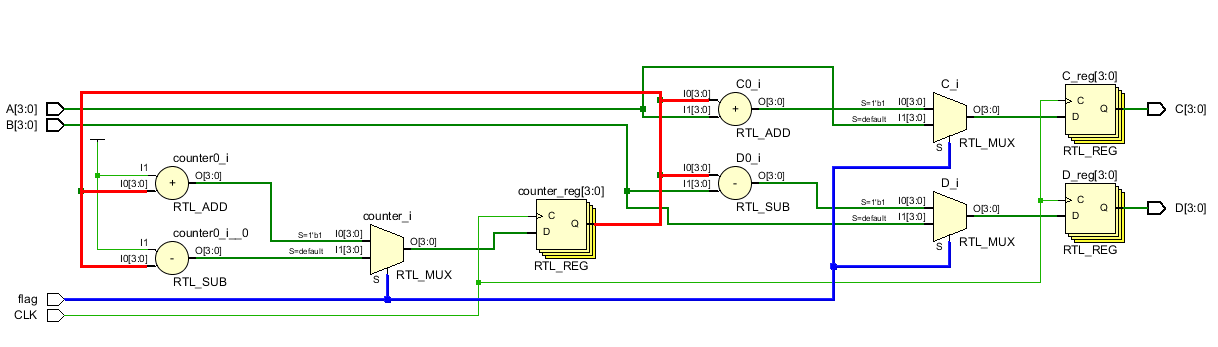 C0_i
C_i
C_reg[3:0]
A[3:0]
I0[3:0]
+
O[3:0]
S=1'b1
I0[3:0]
C
Q
C[3:0]
I1[3:0]
S=default
I1[3:0]
O[3:0]
D
B[3:0]
RTL_ADD
S
RTL_MUX
RTL_REG
counter0_i
D0_i
I1
I0[3:0]
+
O[3:0]
I0[3:0]
I1[3:0]
-
O[3:0]
D_i
D_reg[3:0]
RTL_ADD
counter_reg[3:0]
RTL_SUB
S=1'b1
I0[3:0]
S=default
I1[3:0]
O[3:0]
C
Q
D
D[3:0]
counter_i
C
Q
D
S
RTL_MUX
RTL_REG
counter0_i__0
S=1'b1
I0[3:0]
S=default
I1[3:0]
O[3:0]
I1
I0[3:0]
-
O[3:0]
RTL_SUB
S
RTL_MUX
RTL_REG
flag
CLK